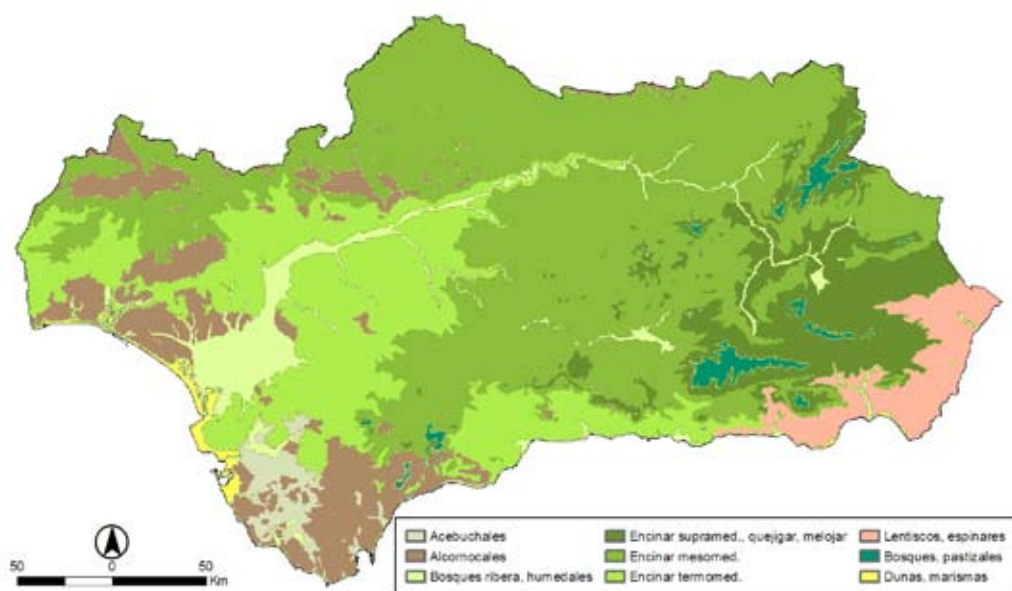 Acebuchales
Alcornocales
Bosques ribera, humedales
Encinar supramed., quejigar, melojar
Encinar mesomed.
Encinar termomed.
Lentiscos, espinares
Bosques, pastizales
Dunas, marismas
50 0 50
Km